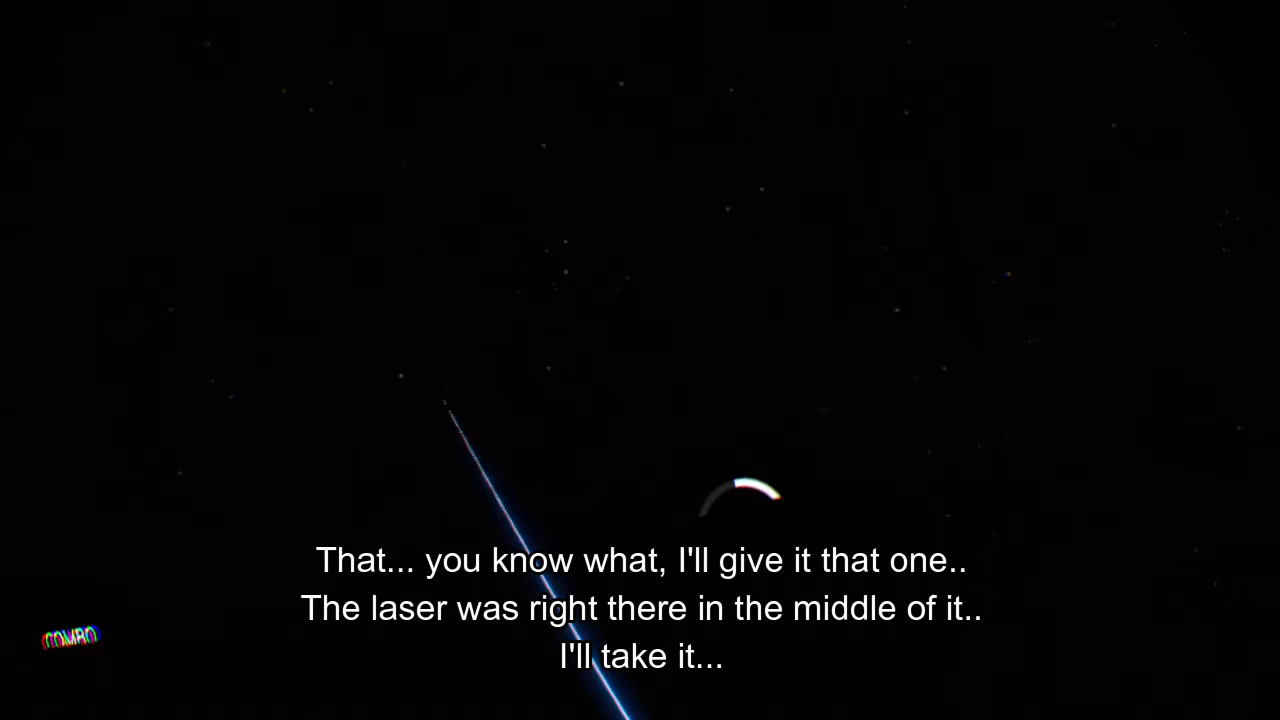 That... you know what, I'll give it that one..
The laser was right there in the middle of it..
I'll take it...
COMBO